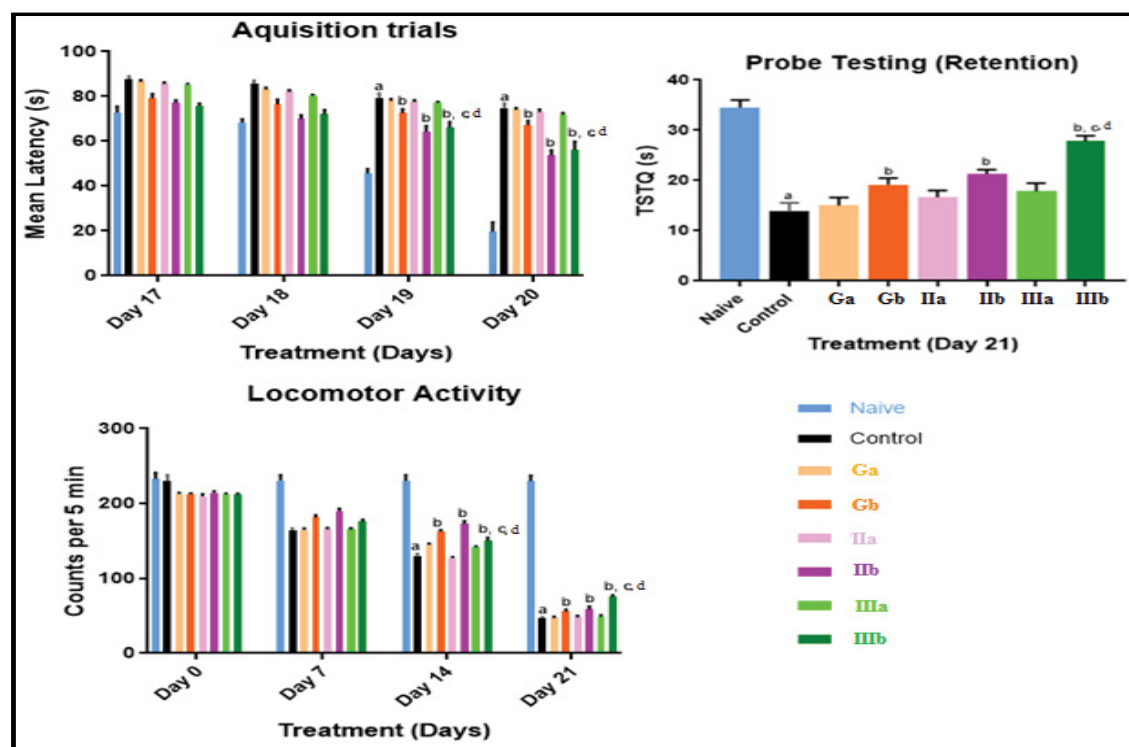 Aquisition trials
Mean Latency (s)
100
80
60
40
20
0
a
b
b
b, c,d
a
b
b
b, c,d
Day 17
Day 18
Day 19
Day 20
Treatment (Days)
Probe Testing (Retention)
TSTQ (s)
40
30
20
10
0
a
b
b
b, c,d
Naive
Control
Ga
Gb
IIa
IIb
IIIa
IIIb
Treatment (Day 21)
Locomotor Activity
Counts per 5 min
300
200
100
0
a
b
b
b, c,d
a
b
b
b, c,d
Day 0
Day 7
Day 14
Day 21
Treatment (Days)
Naive
Control
Ga
Gb
IIa
IIb
IIIa
IIIb